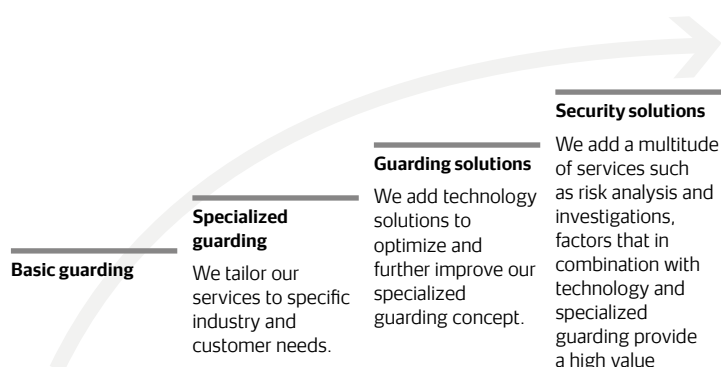 Basic guarding
Specialized
guarding
We tailor our
services to specific
industry and
customer needs.
Guarding solutions
We add technology
solutions to
optimize and
further improve our
specialized
guarding concept.
Security solutions
We add a multitude
of services such
as risk analysis and
investigations,
factors that in
combination with
technology and
specialized
guarding provide
a high value